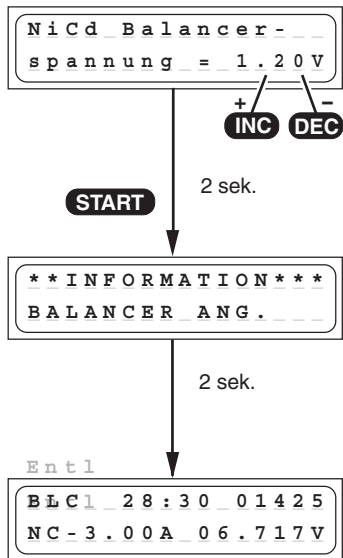 NiCd Balancer-
spannung = 1.20V
+ -
INC DEC
START
2 sek.
**INFORMATION***
BALANCER ANG.
2 sek.
Entl
BLC 28:30 01425
NC-3.00A 06.717V